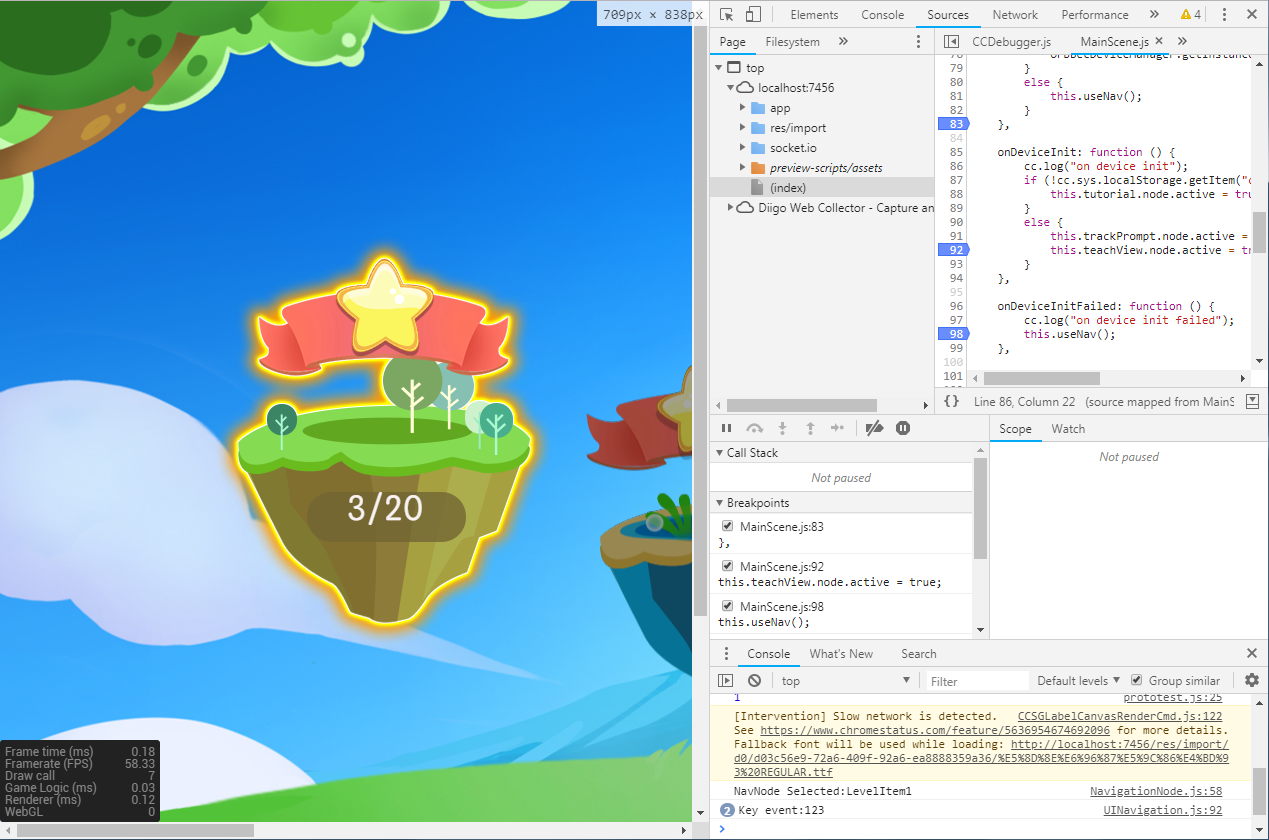 709px × 838px
3/20
Frame time (ms) 0.18
Framerate (FPS) 58.33
Draw call 7
Game Logic (ms) 0.03
Renderer (ms) 0.12
WebGL 0
Elements Console Sources Network Performance » 4
Page Filesystem »
top
localhost:7456
app
res/import
socket.io
preview-scripts/assets
(index)
Diigo Web Collector - Capture an
CCDebugger.js MainScene.js × »
79 }
80 else {
81 this.useNav();
82 }
83 },
84
85 onDeviceInit: function () {
86 cc.log("on device init");
87 if (!cc.sys.localStorage.getItem("
88 this.tutorial.node.active = tru
89 }
90 else {
91 this.trackPrompt.node.active =
92 this.teachView.node.active = tr
93 }
94 },
95
96 onDeviceInitFailed: function () {
97 cc.log("on device init failed");
98 this.useNav();
99 },
100
101
{} Line 86, Column 22 (source mapped from MainS
Call Stack
Not paused
Breakpoints
MainScene.js:83
},
MainScene.js:92
this.teachView.node.active = true;
MainScene.js:98
this.useNav();
Scope Watch
Not paused
Console What's New Search
top Filter Default levels Group similar
1 prototest.js:25
[Intervention] Slow network is detected. CCSGLabelCanvasRenderCmd.js:122
See https://www.chromestatus.com/feature/5636954674692096 for more details.
Fallback font will be used while loading: http://localhost:7456/res/import/
d0/d03c56e9-72a6-409f-92a6-ea8888359a36/%E5%8D%8E%E6%96%87%E5%9C%86%E4%BD%9
3%20REGULAR.ttf
NavNode Selected:LevelItem1 NavigationNode.js:58
2 Key event:123 UINavigation.js:92